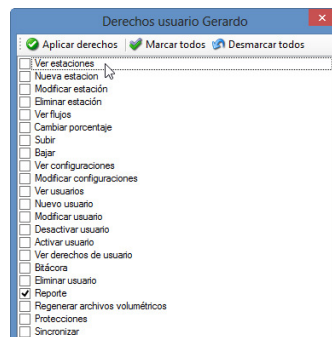 Derechos usuario Gerardo
Aplicar derechos Marcar todos Desmarcar todos
Ver estaciones
Nueva estacion
Modificar estación
Eliminar estación
Ver flujos
Cambiar porcentaje
Subir
Bajar
Ver configuraciones
Modificar configuraciones
Ver usuarios
Nuevo usuario
Modificar usuario
Desactivar usuario
Activar usuario
Ver derechos de usuario
Bitácora
Eliminar usuario
Reporte
Regenerar archivos volumétricos
Protecciones
Sincronizar